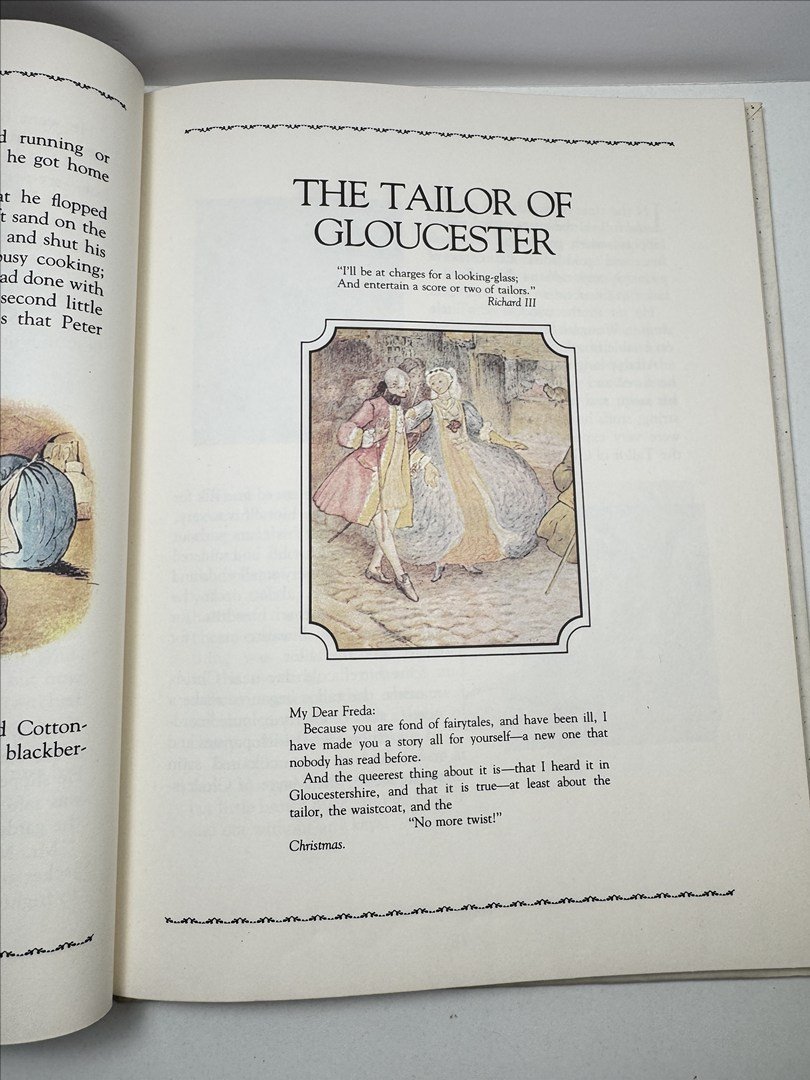 d running or
he got home
at he flopped
t sand on the
and shut his
busy cooking;
ad done with
second little
s that Peter
d Cotton-
blackber-
THE TAILOR OF
GLOUCESTER
“I’ll be at charges for a looking-glass;
And entertain a score or two of tailors.”
Richard III
My Dear Freda:
Because you are fond of fairytales, and have been ill, I
have made you a story all for yourself—a new one that
nobody has read before.
And the queerest thing about it is—that I heard it in
Gloucestershire, and that it is true—at least about the
tailor, the waistcoat, and the
“No more twist!”
Christmas.